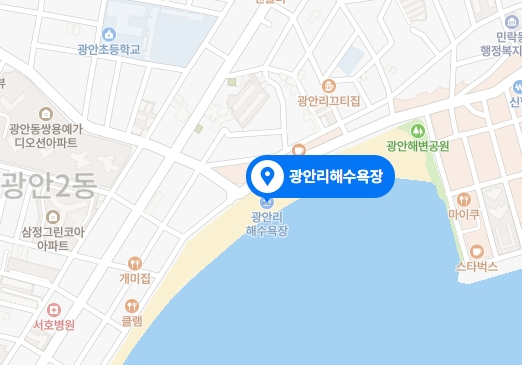 광안초등학교
민락동
행정복지
광안리끄티집
신한
광안동쌍용예가
디오션아파트
광안해변공원
광안리해수욕장
광안2동
광안리
해수욕장
마이쿠
삼정그린코아
아파트
개미집
스타벅스
클램
서호병원